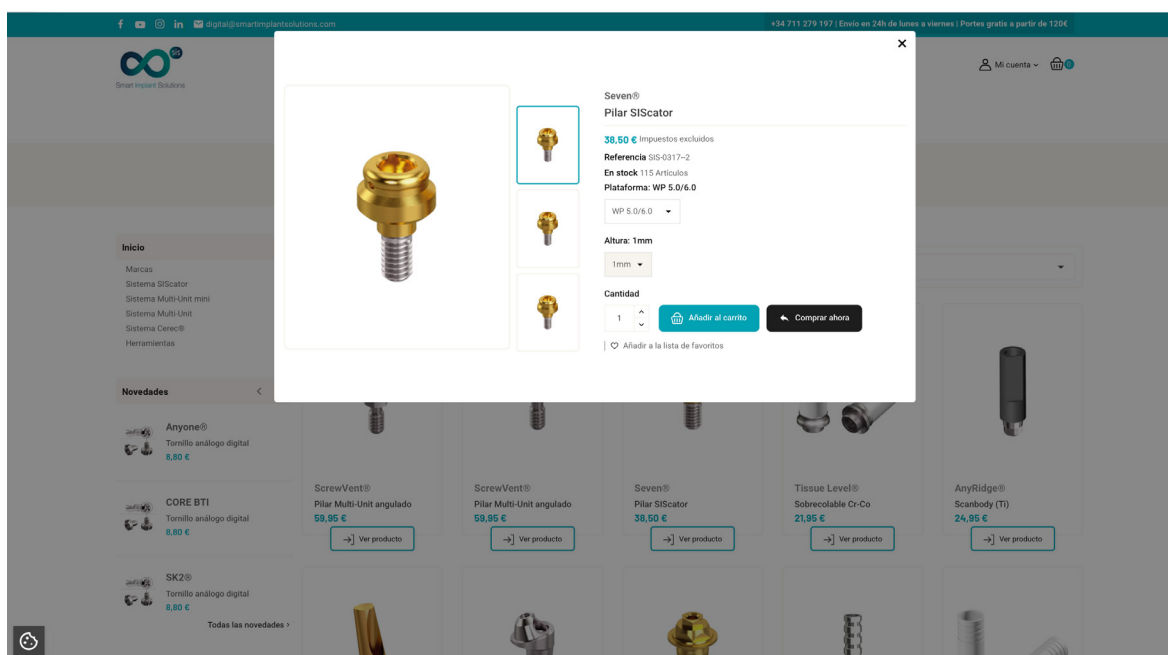 digital@smartimplantsolutions.com
+34 711 279 197 | Envío en 24h de lunes a viernes | Portes gratis a partir de 120€
SIS
Smart Implant Solutions
Mi cuenta
0
Seven®
Pilar SIScator
38,50 € Impuestos excluidos
Referencia SIS-0317-2
En stock 115 Artículos
Plataforma: WP 5.0/6.0
WP 5.0/6.0
Altura: 1mm
1mm
Cantidad
1
Añadir al carrito
Comprar ahora
Añadir a la lista de favoritos
Inicio
Marcas
Sistema SIScator
Sistema Multi-Unit mini
Sistema Multi-Unit
Sistema Cerec®
Herramientas
Novedades
Anyone®
Tornillo análogo digital
8,80 €
CORE BTI
Tornillo análogo digital
8,80 €
SK2®
Tornillo análogo digital
8,80 €
Todas las novedades
ScrewVent®
Pilar Multi-Unit angulado
59,95 €
Ver producto
ScrewVent®
Pilar Multi-Unit angulado
59,95 €
Ver producto
Seven®
Pilar SIScator
38,50 €
Ver producto
Tissue Level®
Sobrecolable Cr-Co
21,95 €
Ver producto
AnyRidge®
Scanbody (Ti)
24,95 €
Ver producto